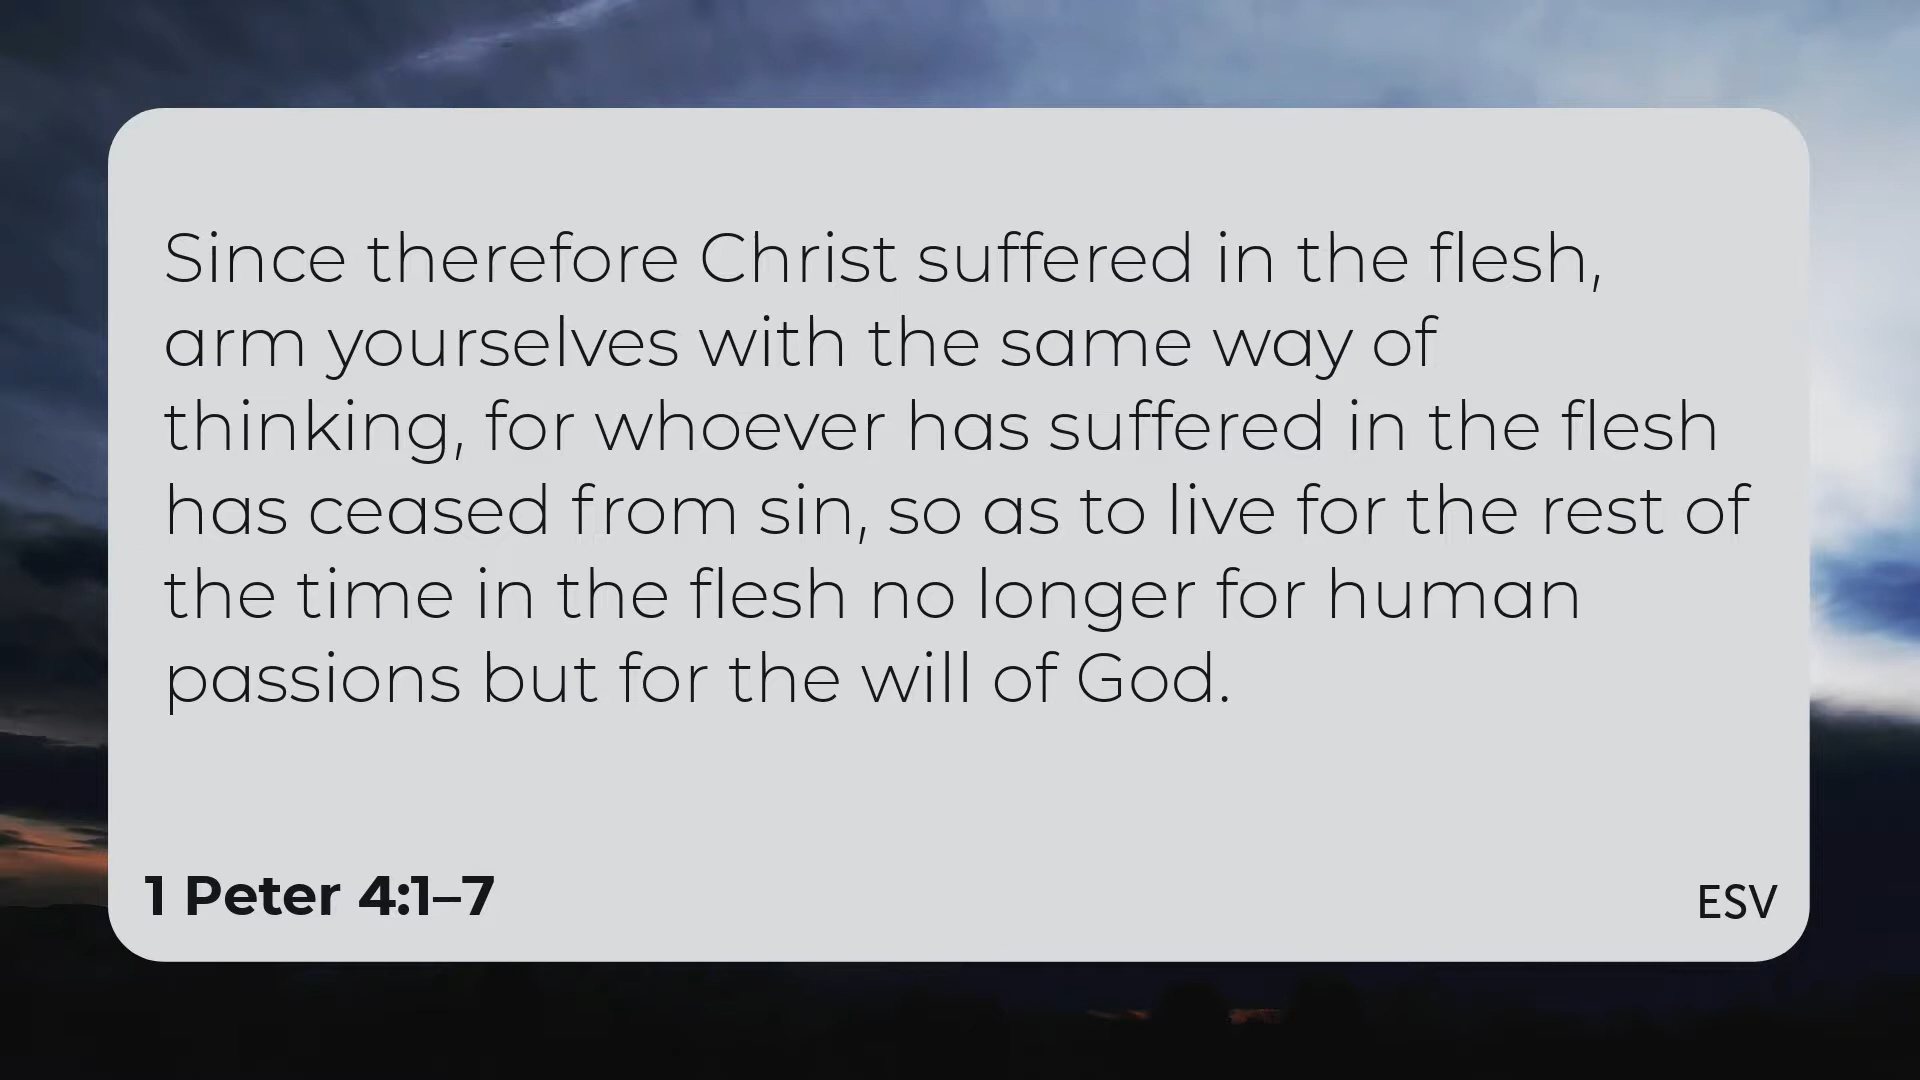 Since therefore Christ suffered in the flesh,
arm yourselves with the same way of
thinking, for whoever has suffered in the flesh
has ceased from sin, so as to live for the rest of
the time in the flesh no longer for human
passions but for the will of God.
1 Peter 4:1–7
ESV